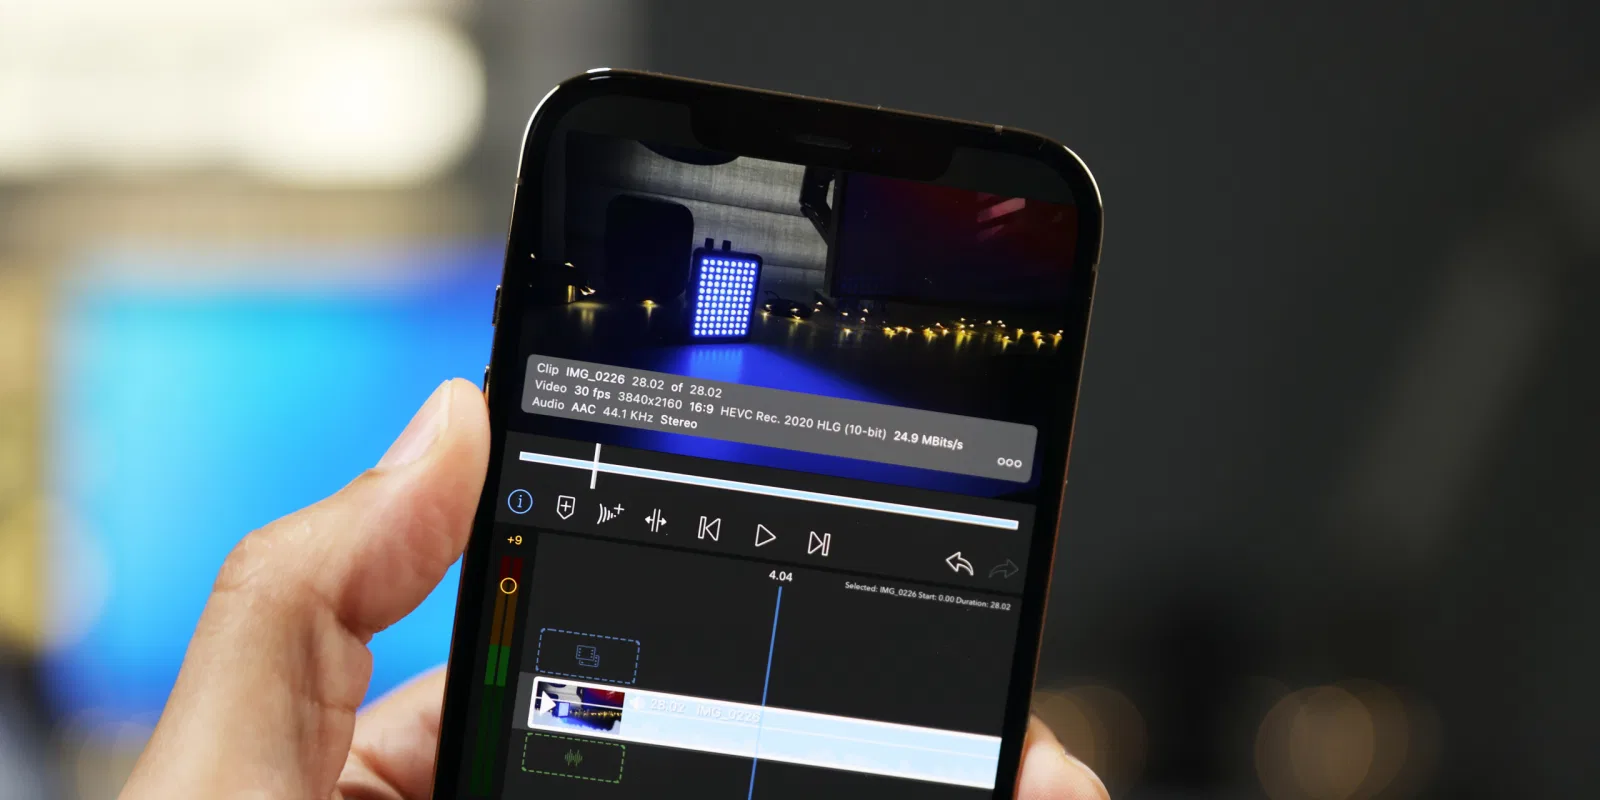 Clip IMG_0226 28.02 of 28.02
Video 30 fps 3840x2160 16:9 HEVC Rec. 2020 HLG (10-bit) 24.9 MBits/s
Audio AAC 44.1 KHz Stereo
+9
4.04
Selected: IMG_0226 Start: 0.00 Duration: 28.02
28.02 IMG_0226